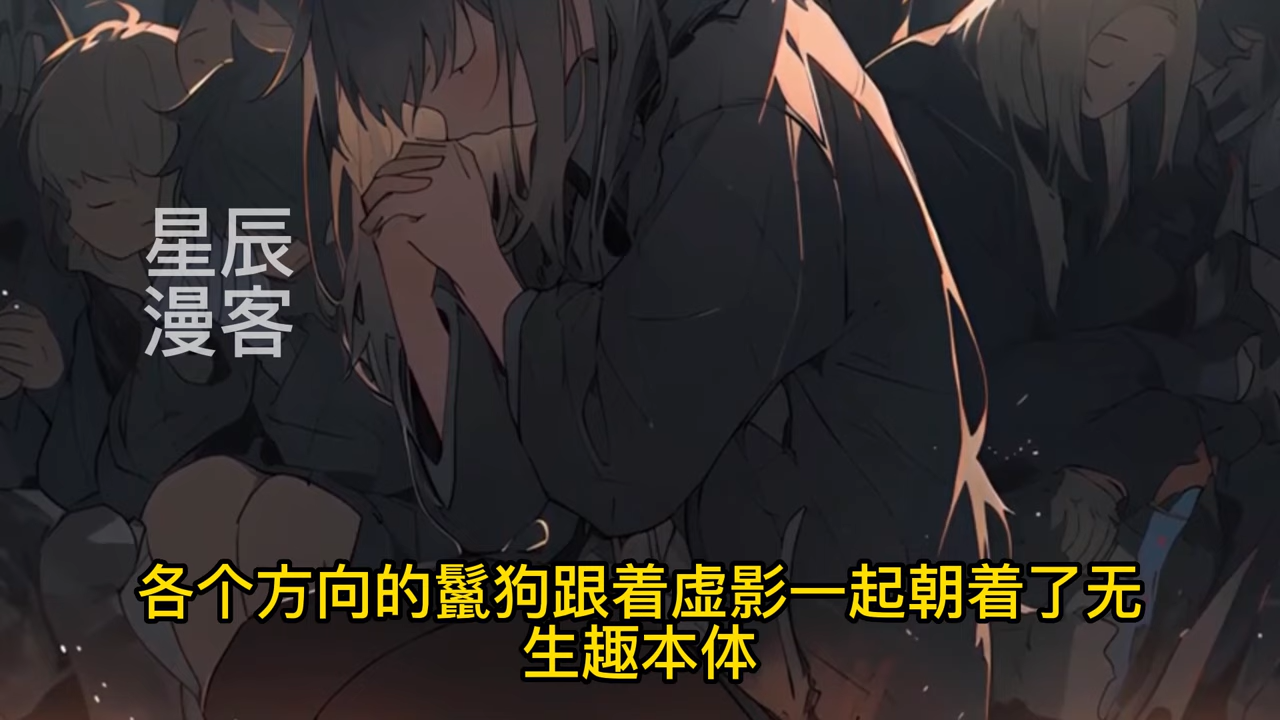 星辰
漫客
各个方向的鬣狗跟着虚影一起朝着了无
生趣本体